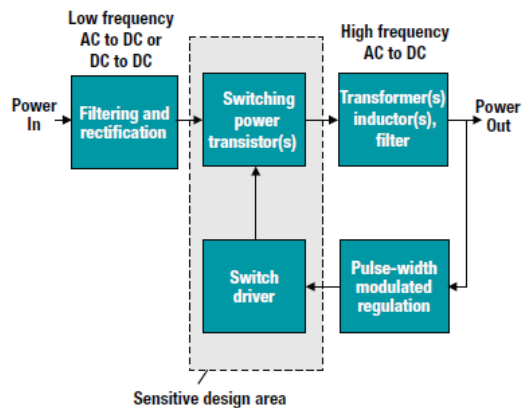 Low frequency
AC to DC or
DC to DC
High frequency
AC to DC
Power
In
Filtering and
rectification
Switching
power
transistor(s)
Transformer(s)
inductor(s),
filter
Power
Out
Switch
driver
Pulse-width
modulated
regulation
Sensitive design area